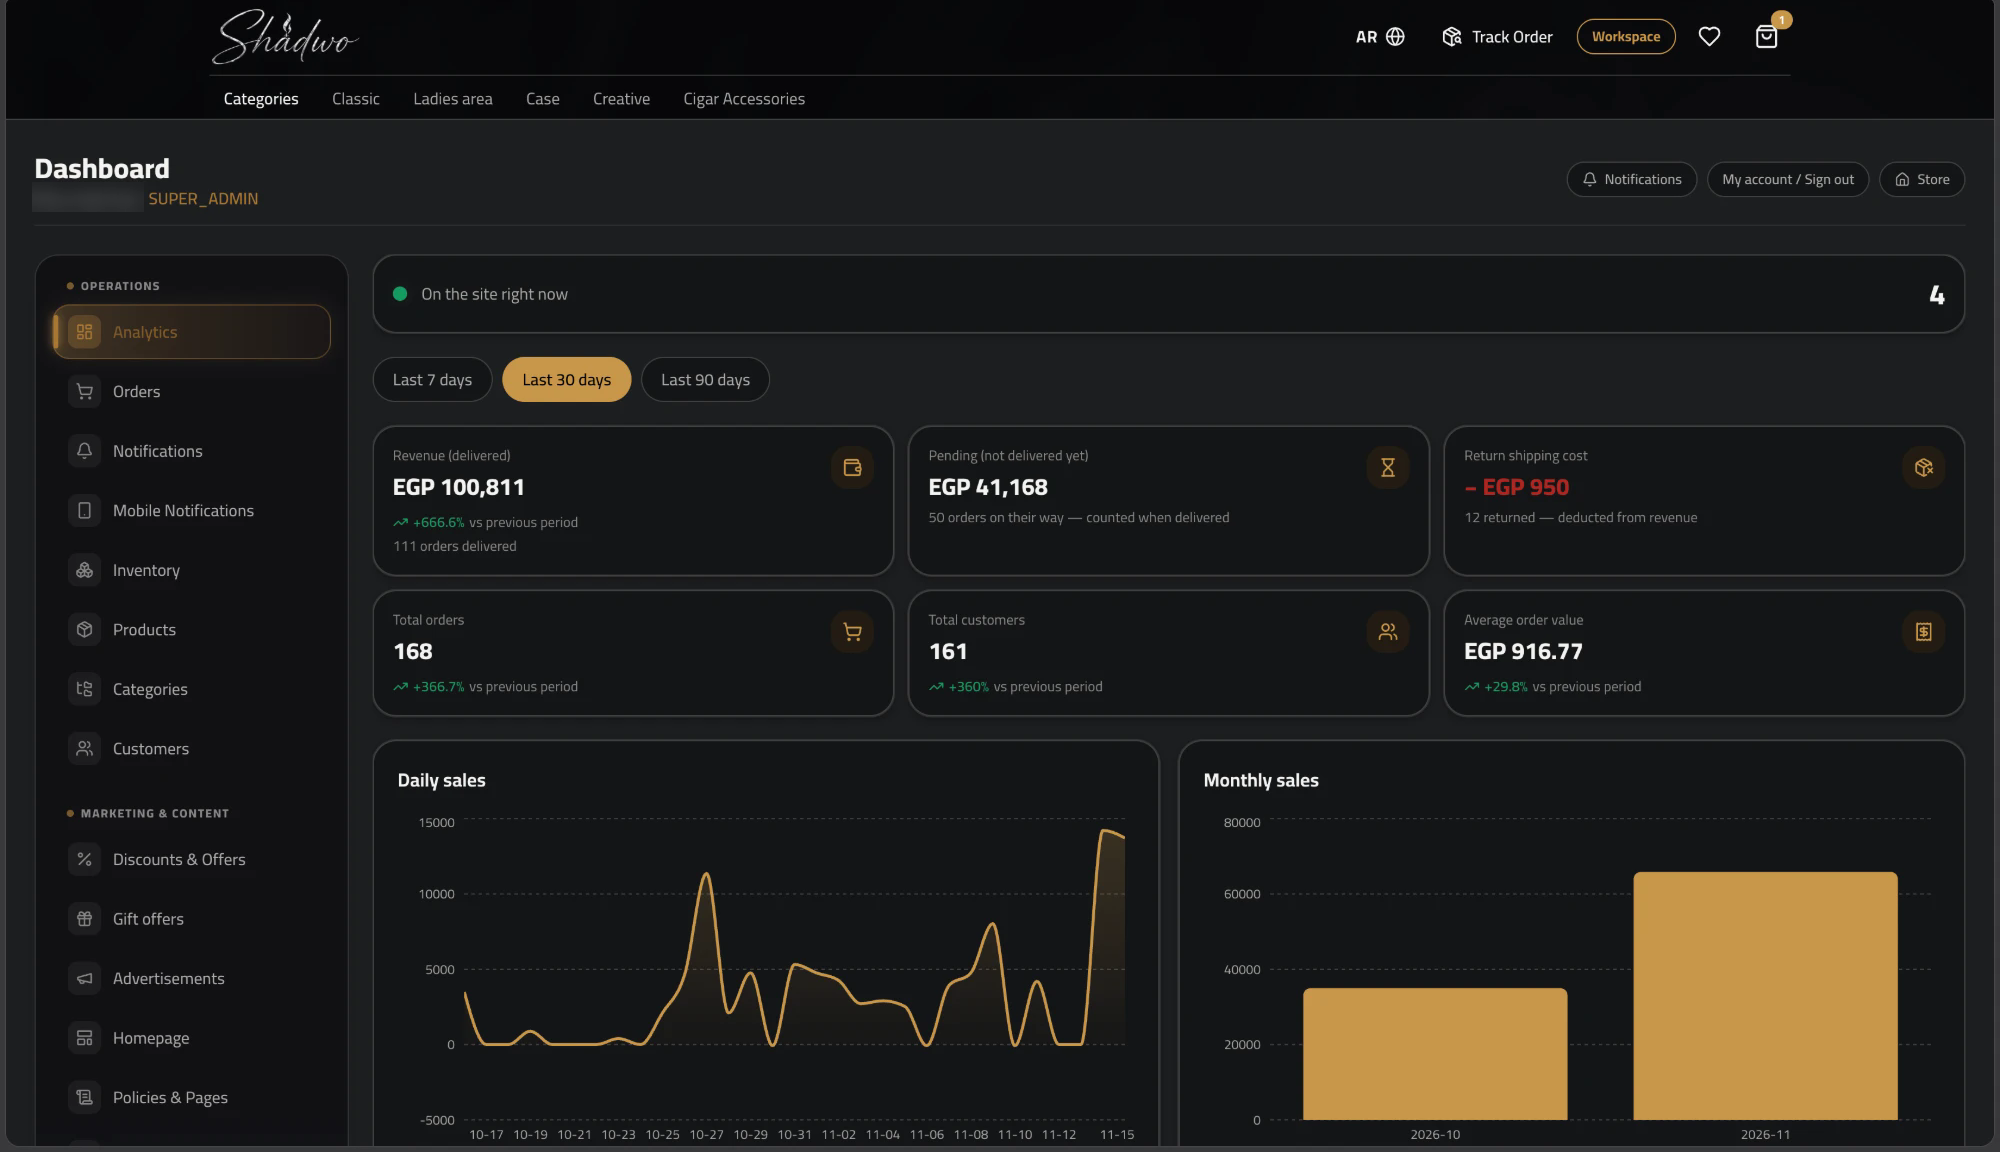 Shadwo
AR
Track Order
Workspace
1
Categories
Classic
Ladies area
Case
Creative
Cigar Accessories
Dashboard
SUPER_ADMIN
Notifications
My account / Sign out
Store
OPERATIONS
Analytics
Orders
Notifications
Mobile Notifications
Inventory
Products
Categories
Customers
MARKETING & CONTENT
Discounts & Offers
Gift offers
Advertisements
Homepage
Policies & Pages
On the site right now
4
Last 7 days
Last 30 days
Last 90 days
Revenue (delivered)
EGP 100,811
+666.6% vs previous period
111 orders delivered
Pending (not delivered yet)
EGP 41,168
50 orders on their way — counted when delivered
Return shipping cost
− EGP 950
12 returned — deducted from revenue
Total orders
168
+366.7% vs previous period
Total customers
161
+360% vs previous period
Average order value
EGP 916.77
+29.8% vs previous period
Daily sales
15000
10000
5000
0
-5000
10-17 10-19 10-21 10-23 10-25 10-27 10-29 10-31 11-02 11-04 11-06 11-08 11-10 11-12 11-15
Monthly sales
80000
60000
40000
20000
0
2026-10 2026-11